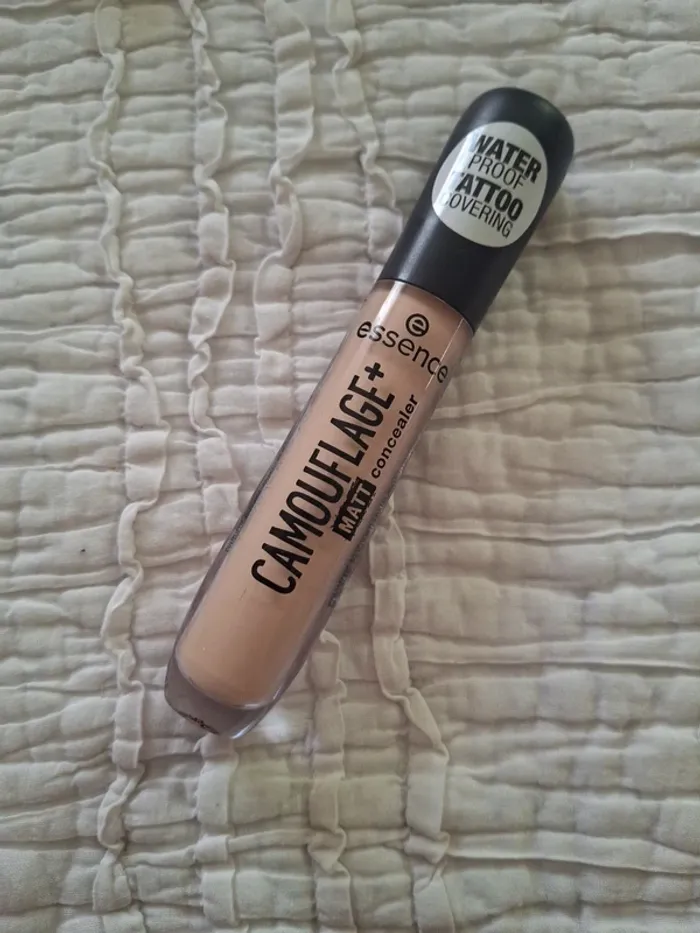 WATER
PROOF
TATTOO
COVERING
essence
CAMOUFLAGE+
MATT concealer